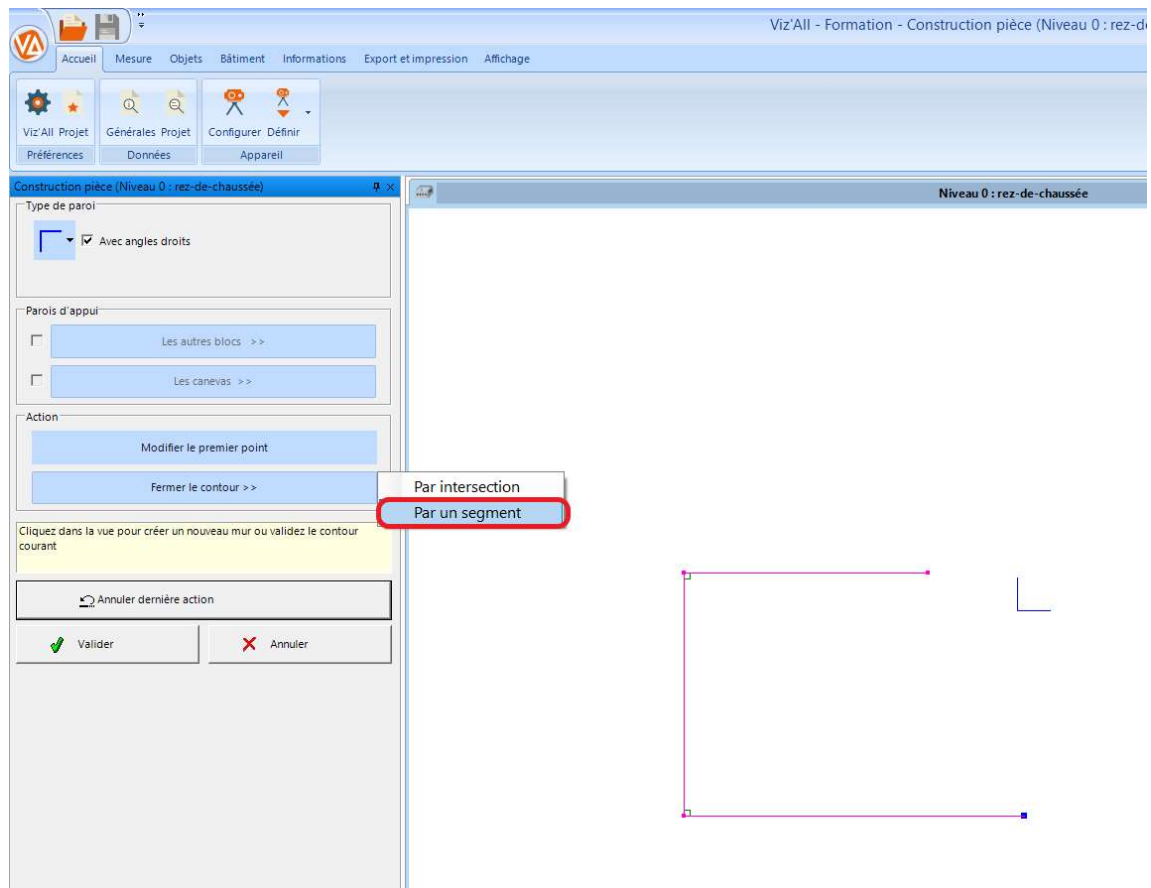 Viz'All - Formation - Construction pièce (Niveau 0 : rez-d
Accueil Mesure Objets Bâtiment Informations Export et impression Affichage
Viz'All Projet Générales Projet Configurer Définir
Préférences Données Appareil
Construction pièce (Niveau 0 : rez-de-chaussée)
Niveau 0 : rez-de-chaussée
Type de paroi
Avec angles droits
Parois d'appui
Les autres blocs >>
Les canevas >>
Action
Modifier le premier point
Fermer le contour >>
Par intersection
Par un segment
Cliquez dans la vue pour créer un nouveau mur ou validez le contour
courant
Annuler dernière action
Valider Annuler